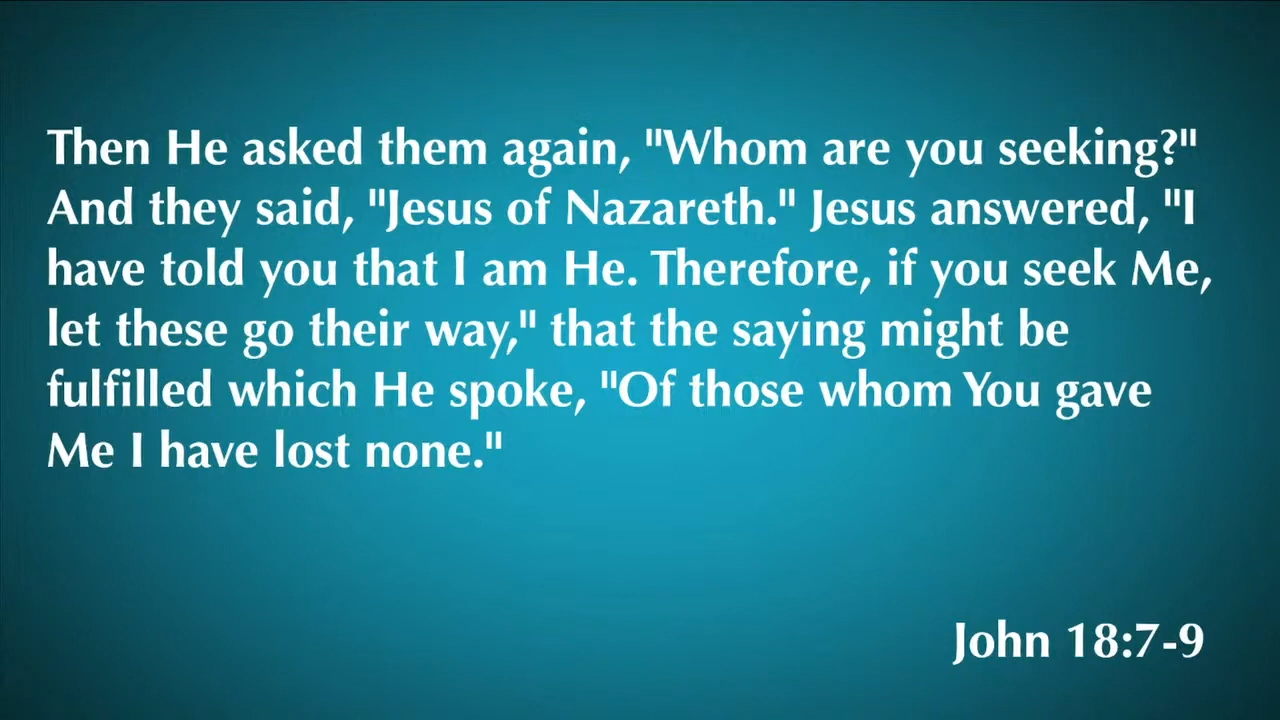 Then He asked them again, "Whom are you seeking?"
And they said, "Jesus of Nazareth." Jesus answered, "I
have told you that I am He. Therefore, if you seek Me,
let these go their way," that the saying might be
fulfilled which He spoke, "Of those whom You gave
Me I have lost none."
John 18:7-9